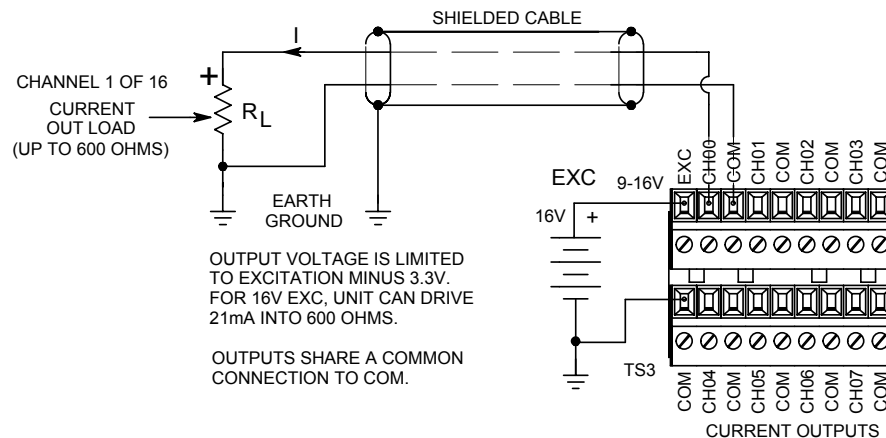 SHIELDED CABLE
I
CHANNEL 1 OF 16
CURRENT
OUT LOAD
(UP TO 600 OHMS)
+
RL
EARTH
GROUND
EXC
9-16V
16V
+
EXC
CH00
COM
CH01
COM
CH02
COM
CH03
COM
OUTPUT VOLTAGE IS LIMITED
TO EXCITATION MINUS 3.3V.
FOR 16V EXC, UNIT CAN DRIVE
21mA INTO 600 OHMS.
OUTPUTS SHARE A COMMON
CONNECTION TO COM.
TS3
COM
CH04
COM
CH05
COM
CH06
COM
CH07
COM
CURRENT OUTPUTS